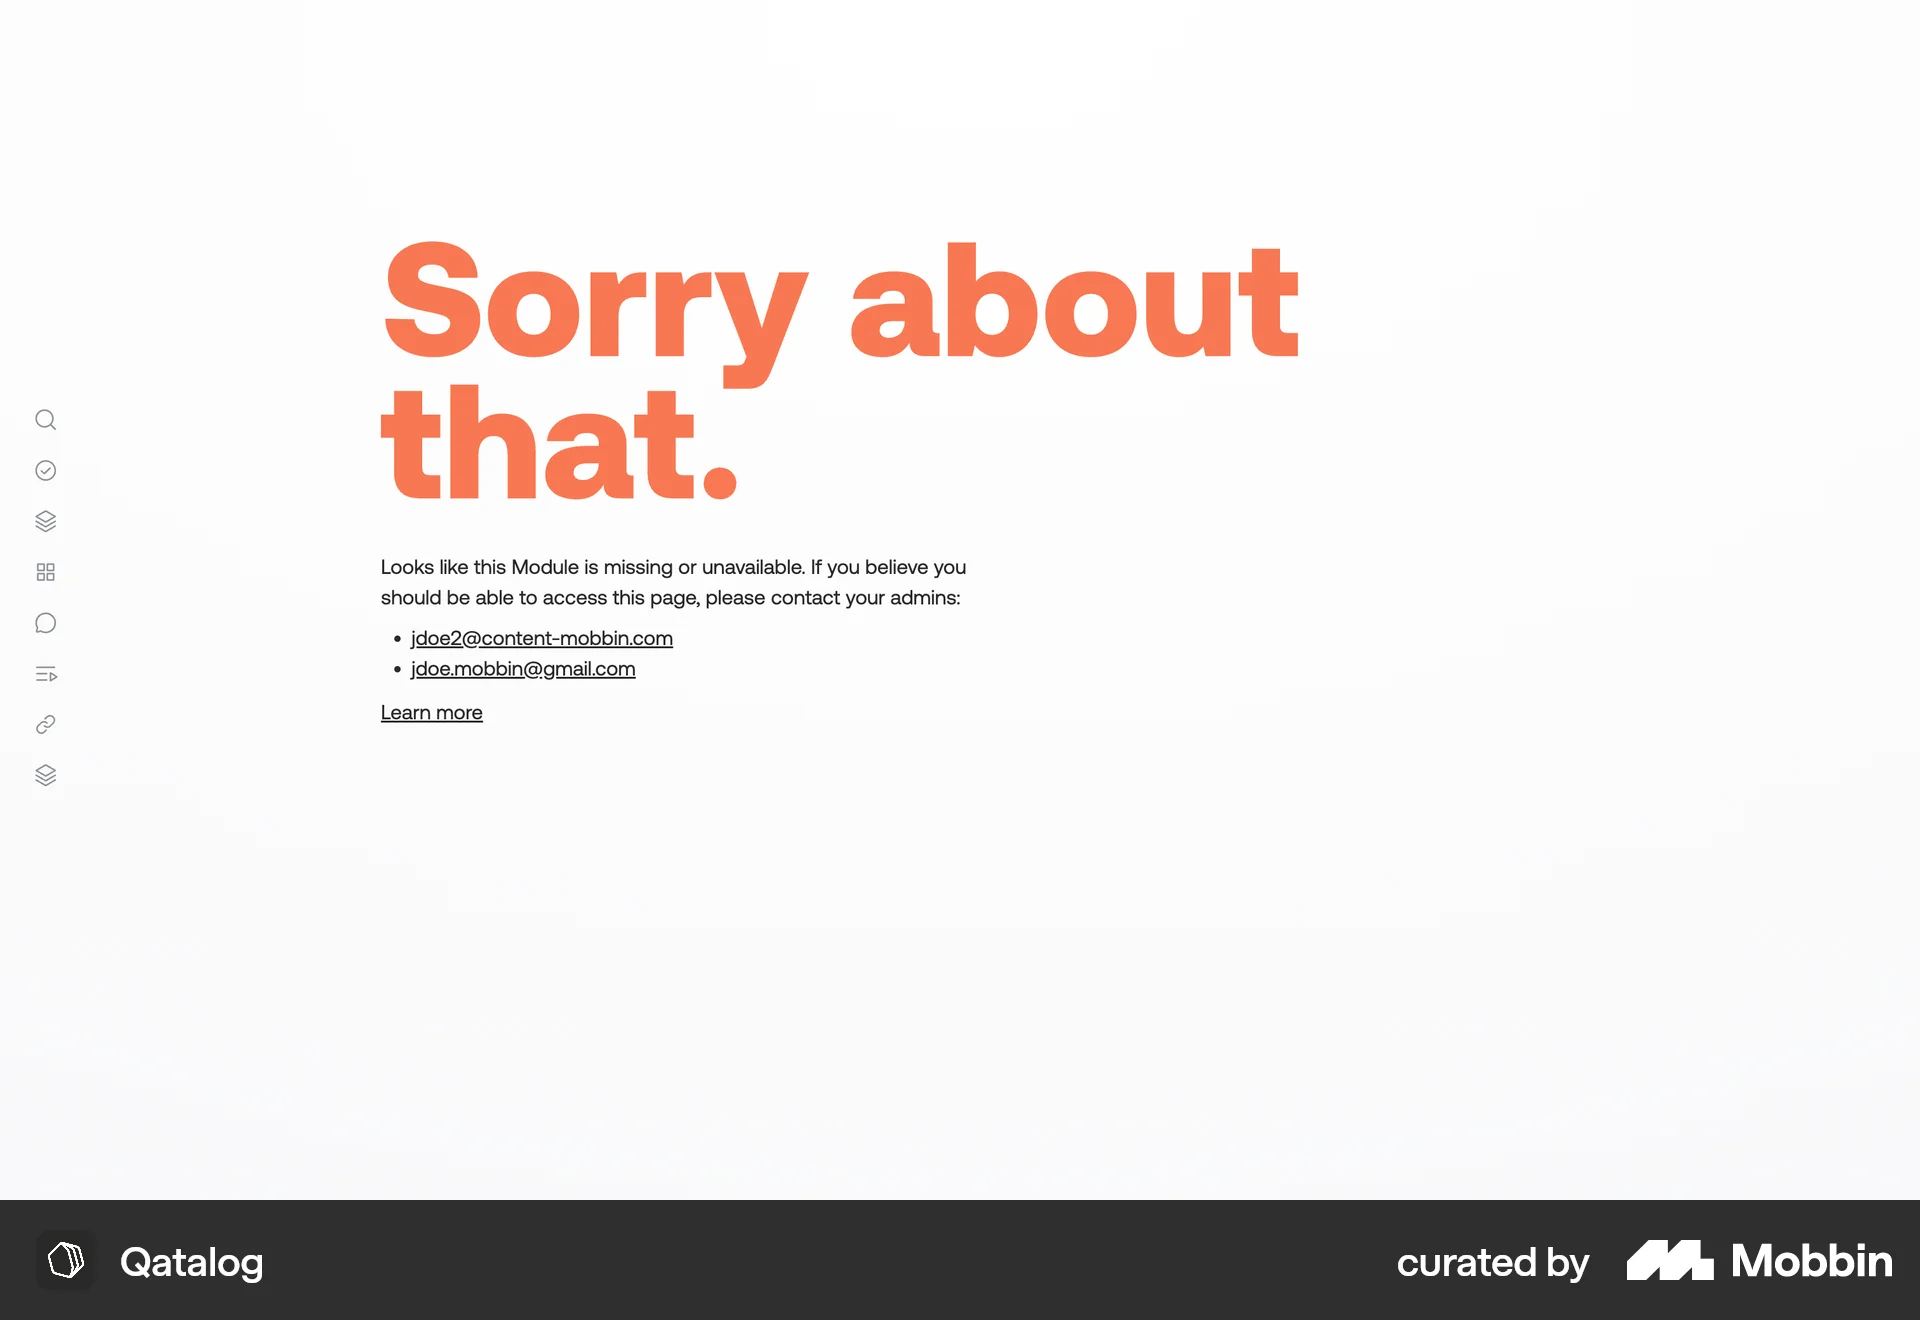 Sorry about
that.
Looks like this Module is missing or unavailable. If you believe you
should be able to access this page, please contact your admins:
• jdoe2@content-mobbin.com
• jdoe.mobbin@gmail.com
Learn more
Qatalog
curated by Mobbin